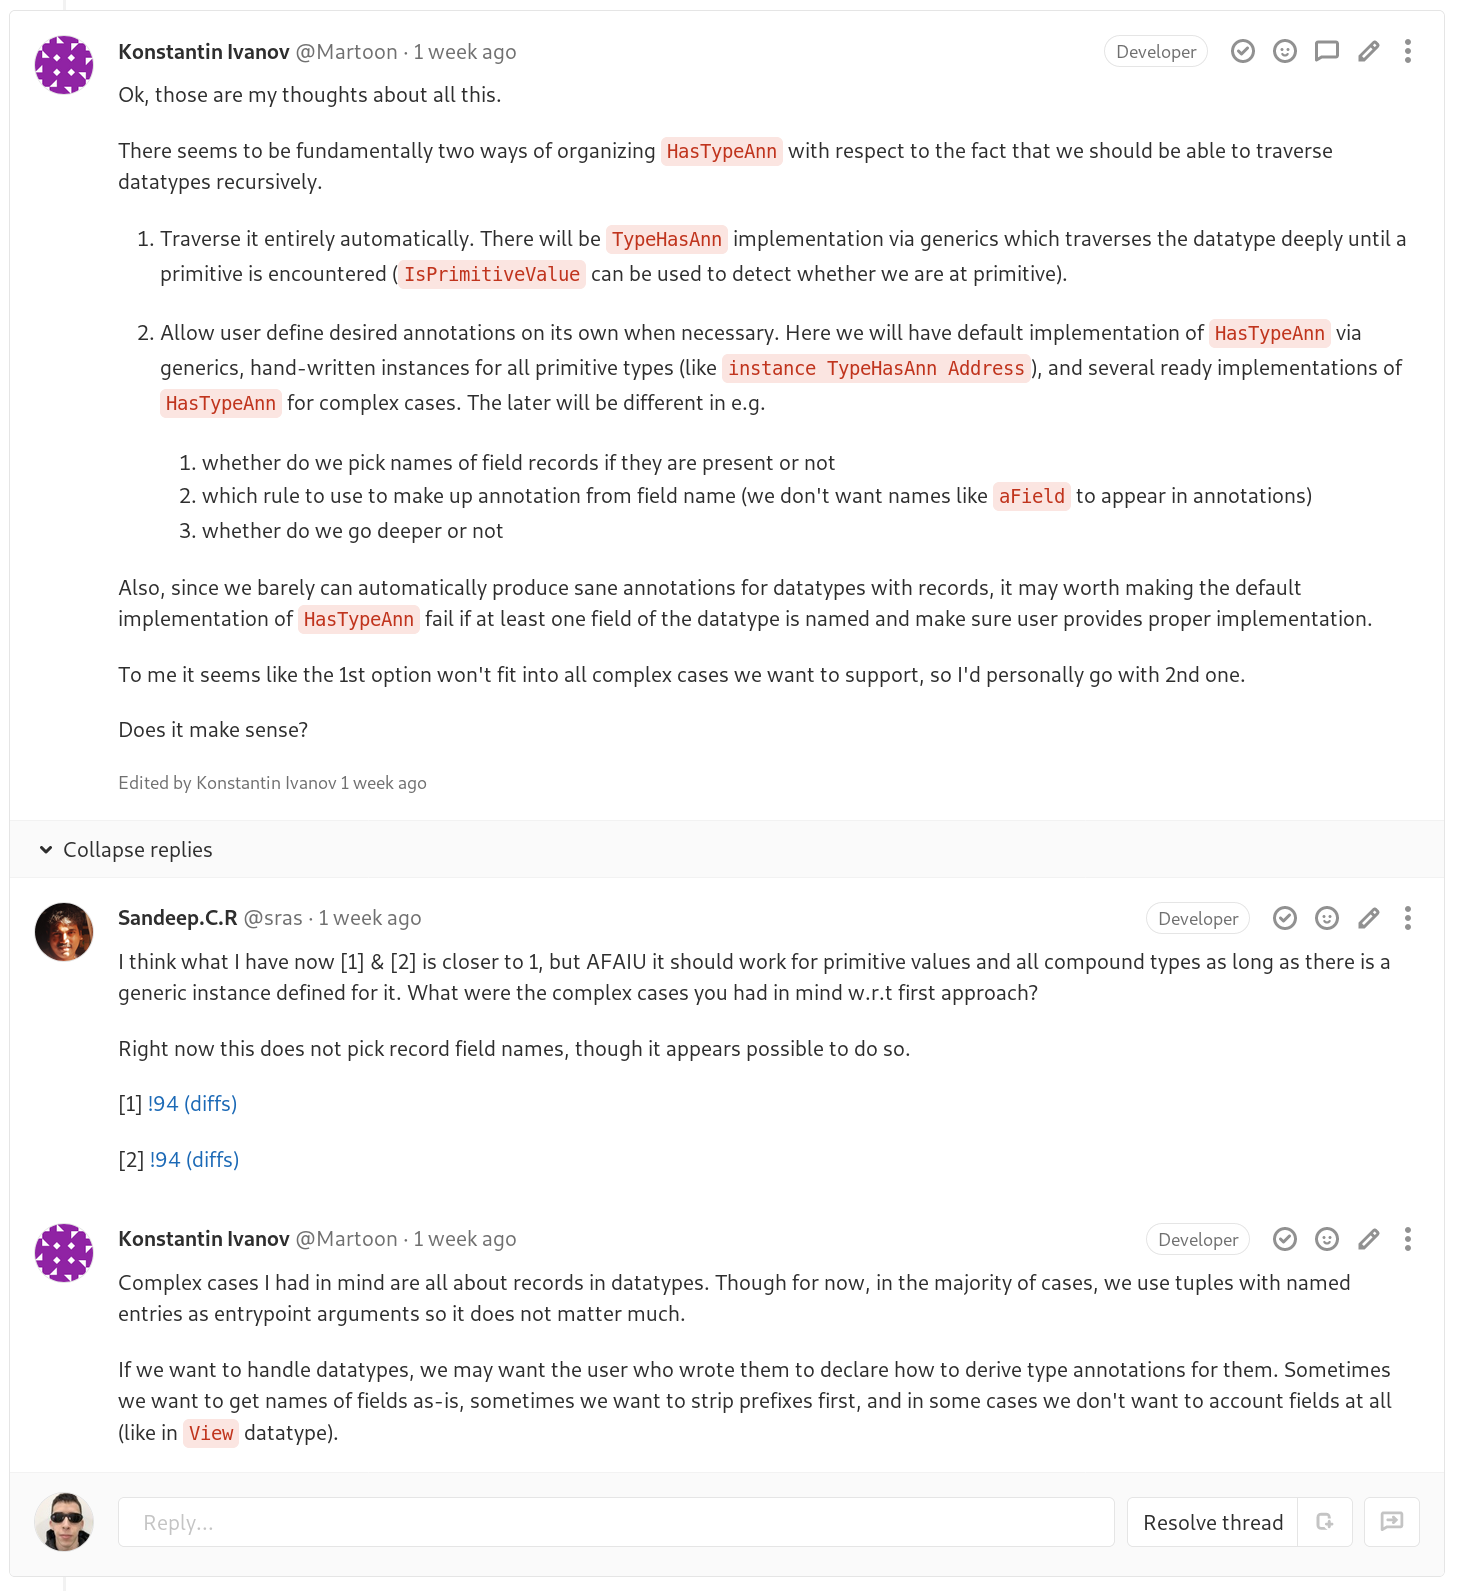 Konstantin Ivanov @Martoon · 1 week ago
Developer
Ok, those are my thoughts about all this.
There seems to be fundamentally two ways of organizing HasTypeAnn with respect to the fact that we should be able to traverse
datatypes recursively.
1. Traverse it entirely automatically. There will be TypeHasAnn implementation via generics which traverses the datatype deeply until a
primitive is encountered (IsPrimitiveValue can be used to detect whether we are at primitive).
2. Allow user define desired annotations on its own when necessary. Here we will have default implementation of HasTypeAnn via
generics, hand-written instances for all primitive types (like instance TypeHasAnn Address), and several ready implementations of
HasTypeAnn for complex cases. The later will be different in e.g.
1. whether do we pick names of field records if they are present or not
2. which rule to use to make up annotation from field name (we don't want names like aField to appear in annotations)
3. whether do we go deeper or not
Also, since we barely can automatically produce sane annotations for datatypes with records, it may worth making the default
implementation of HasTypeAnn fail if at least one field of the datatype is named and make sure user provides proper implementation.
To me it seems like the 1st option won't fit into all complex cases we want to support, so I'd personally go with 2nd one.
Does it make sense?
Edited by Konstantin Ivanov 1 week ago
Collapse replies
Sandeep.C.R @sras · 1 week ago
Developer
I think what I have now [1] & [2] is closer to 1, but AFAIU it should work for primitive values and all compound types as long as there is a
generic instance defined for it. What were the complex cases you had in mind w.r.t first approach?
Right now this does not pick record field names, though it appears possible to do so.
[1] !94 (diffs)
[2] !94 (diffs)
Konstantin Ivanov @Martoon · 1 week ago
Developer
Complex cases I had in mind are all about records in datatypes. Though for now, in the majority of cases, we use tuples with named
entries as entrypoint arguments so it does not matter much.
If we want to handle datatypes, we may want the user who wrote them to declare how to derive type annotations for them. Sometimes
we want to get names of fields as-is, sometimes we want to strip prefixes first, and in some cases we don't want to account fields at all
(like in View datatype).
Reply...
Resolve thread